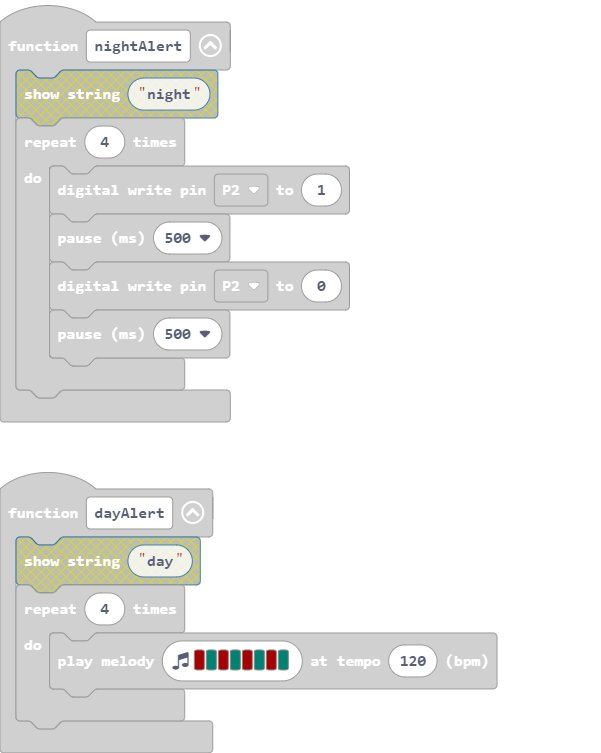 function nightAlert
show string "night"
repeat 4 times
do
digital write pin P2 to 1
pause (ms) 500
digital write pin P2 to 0
pause (ms) 500
function dayAlert
show string "day"
repeat 4 times
do
play melody at tempo 120 (bpm)